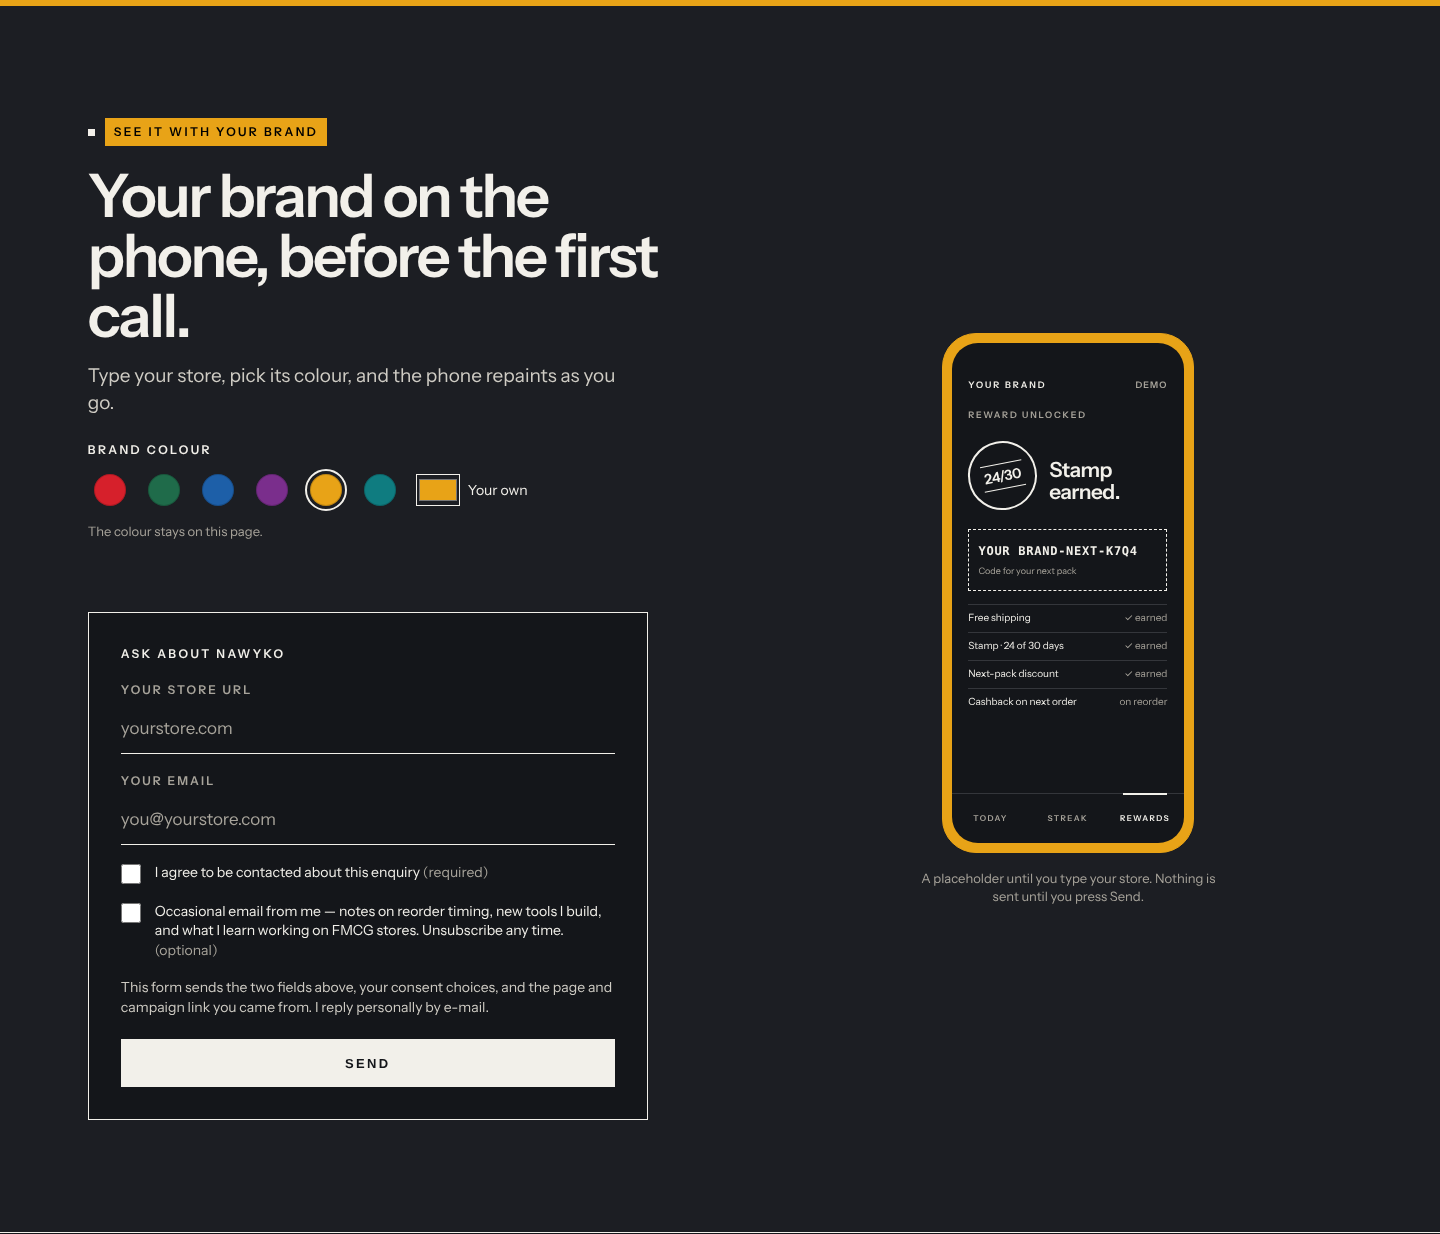 SEE IT WITH YOUR BRAND
Your brand on the
phone, before the first
call.
Type your store, pick its colour, and the phone repaints as you
go.
BRAND COLOUR
Your own
The colour stays on this page.
ASK ABOUT NAWYKO
YOUR STORE URL
yourstore.com
YOUR EMAIL
you@yourstore.com
I agree to be contacted about this enquiry (required)
Occasional email from me — notes on reorder timing, new tools I build,
and what I learn working on FMCG stores. Unsubscribe any time.
(optional)
This form sends the two fields above, your consent choices, and the page and
campaign link you came from. I reply personally by e-mail.
SEND
YOUR BRAND DEMO
REWARD UNLOCKED
24/30
Stamp
earned.
YOUR BRAND-NEXT-K7Q4
Code for your next pack
Free shipping ✓ earned
Stamp · 24 of 30 days ✓ earned
Next-pack discount ✓ earned
Cashback on next order on reorder
TODAY STREAK REWARDS
A placeholder until you type your store. Nothing is
sent until you press Send.